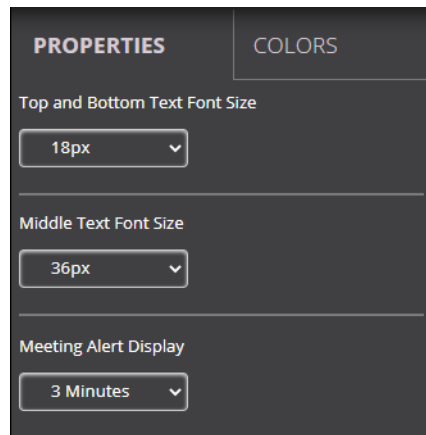 PROPERTIES COLORS
Top and Bottom Text Font Size
18px
Middle Text Font Size
36px
Meeting Alert Display
3 Minutes